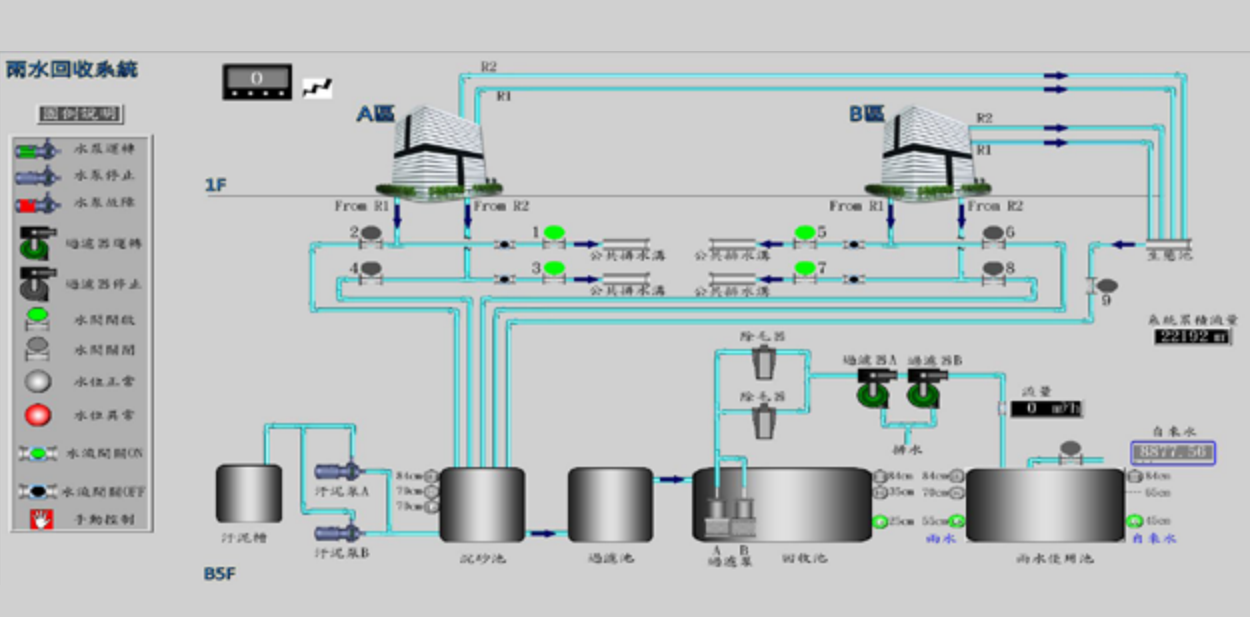 雨水回收系統
圖例說明
水泵運轉
水泵停止
水泵故障
過濾器運轉
過濾器停止
水閥開啟
水閥關閉
水位正常
水位異常
水流開關ON
水流開關OFF
手動控制
0
R2
R1
A區
B區
R2
R1
1F
From R1
From R2
From R1
From R2
2
1
5
6
公共排水溝
公共排水溝
生態池
4
3
7
8
公共排水溝
公共排水溝
9
系統累積流量
22192 m
除毛器
過濾器A
過濾器B
除毛器
流量
0 m³/h
排水
自來水
8877.56
84cm
79cm
70cm
汙泥泵A
汙泥泵B
汙泥槽
沉砂池
過濾池
A
B
過濾泵
回收池
84cm
35cm
25cm
84cm
70cm
55cm
雨水
雨水使用池
84cm
65cm
45cm
自來水
B5F